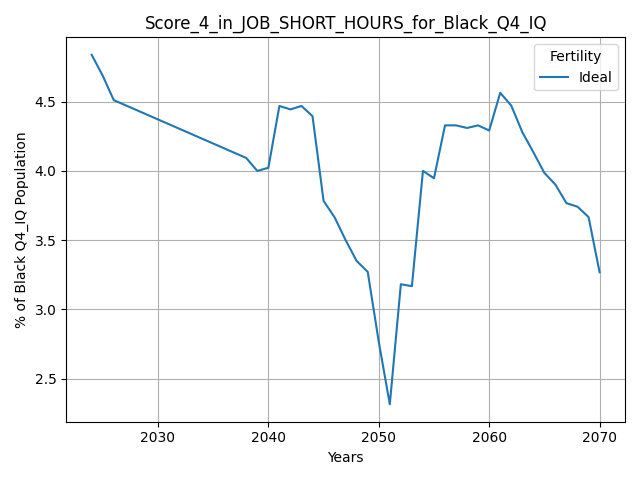 Score_4_in_JOB_SHORT_HOURS_for_Black_Q4_IQ
Fertility
Ideal
% of Black Q4_IQ Population
4.5
4.0
3.5
3.0
2.5
2030 2040 2050 2060 2070
Years